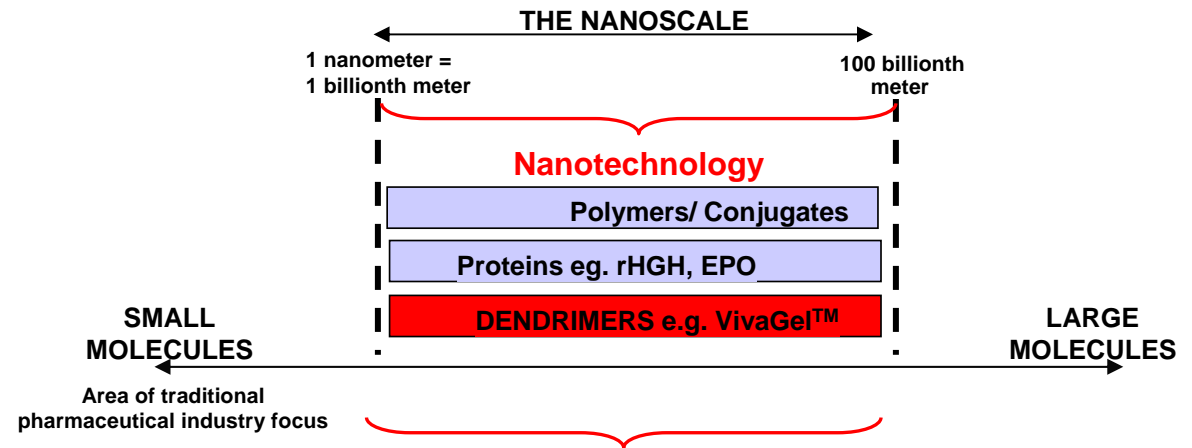 THE NANOSCALE
1 nanometer =
1 billionth meter
100 billionth
meter
Nanotechnology
Polymers/ Conjugates
Proteins eg. rHGH, EPO
DENDRIMERS e.g. VivaGel™
SMALL
MOLECULES
LARGE
MOLECULES
Area of traditional
pharmaceutical industry focus